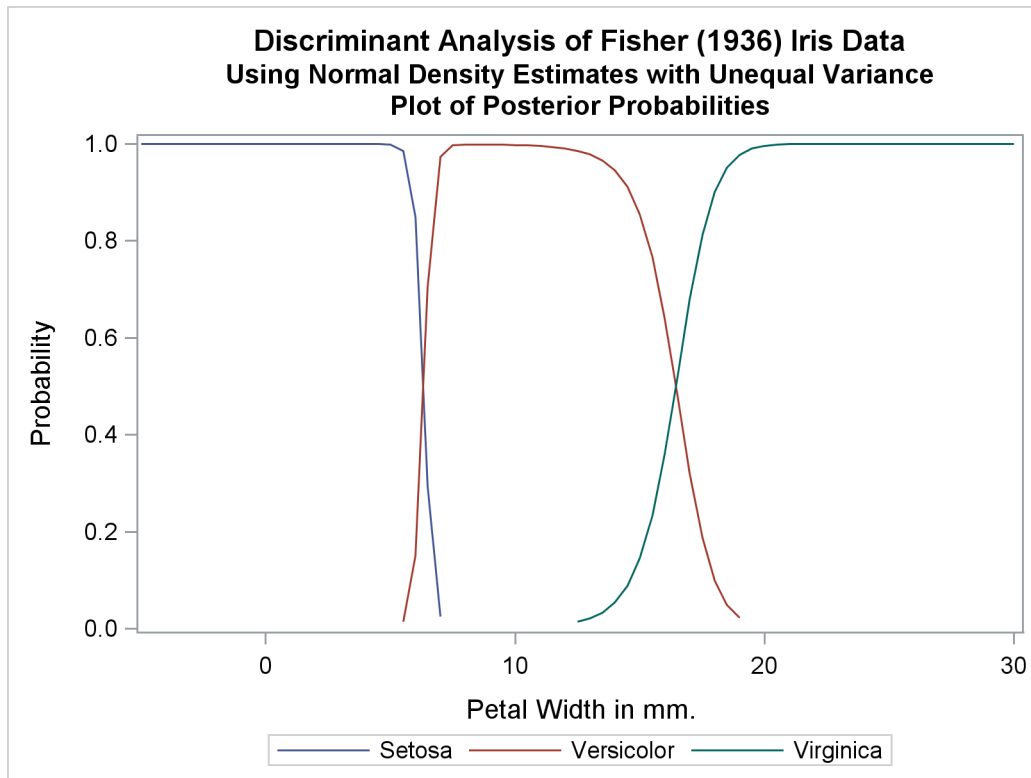 Discriminant Analysis of Fisher (1936) Iris Data
Using Normal Density Estimates with Unequal Variance
Plot of Posterior Probabilities
1.0
0.8
0.6
0.4
0.2
0.0
Probability
0 10 20 30
Petal Width in mm.
Setosa Versicolor Virginica